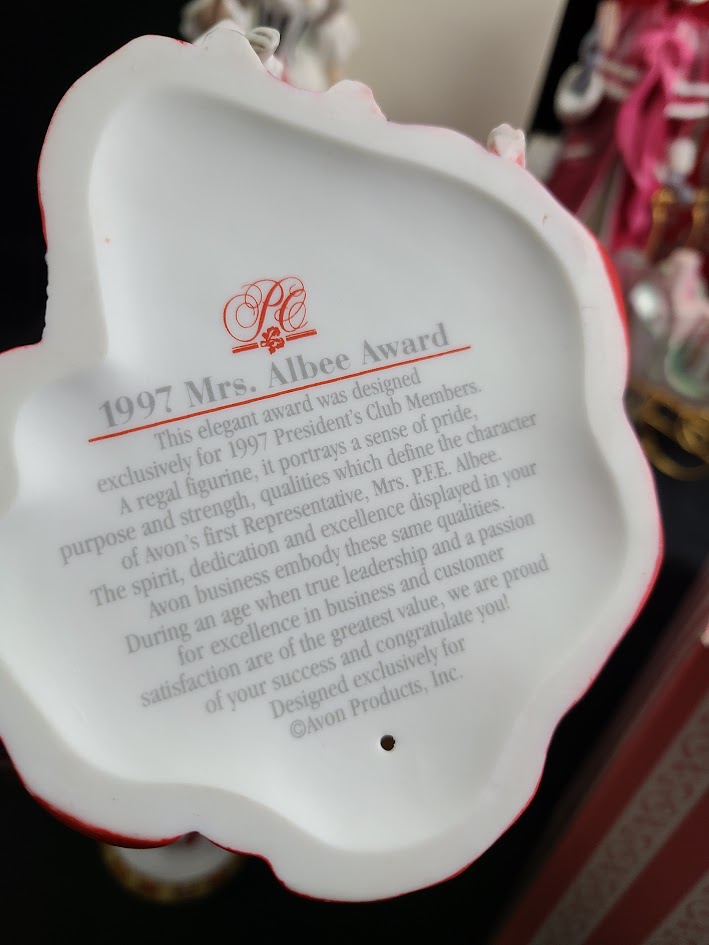 PC
1997 Mrs. Albee Award
This elegant award was designed
exclusively for 1997 President's Club Members.
A regal figurine, it portrays a sense of pride,
purpose and strength, qualities which define the character
of Avon's first Representative, Mrs. P.F.E. Albee.
The spirit, dedication and excellence displayed in your
Avon business embody these same qualities.
During an age when true leadership and a passion
for excellence in business and customer
satisfaction are of the greatest value, we are proud
of your success and congratulate you!
Designed exclusively for
©Avon Products, Inc.